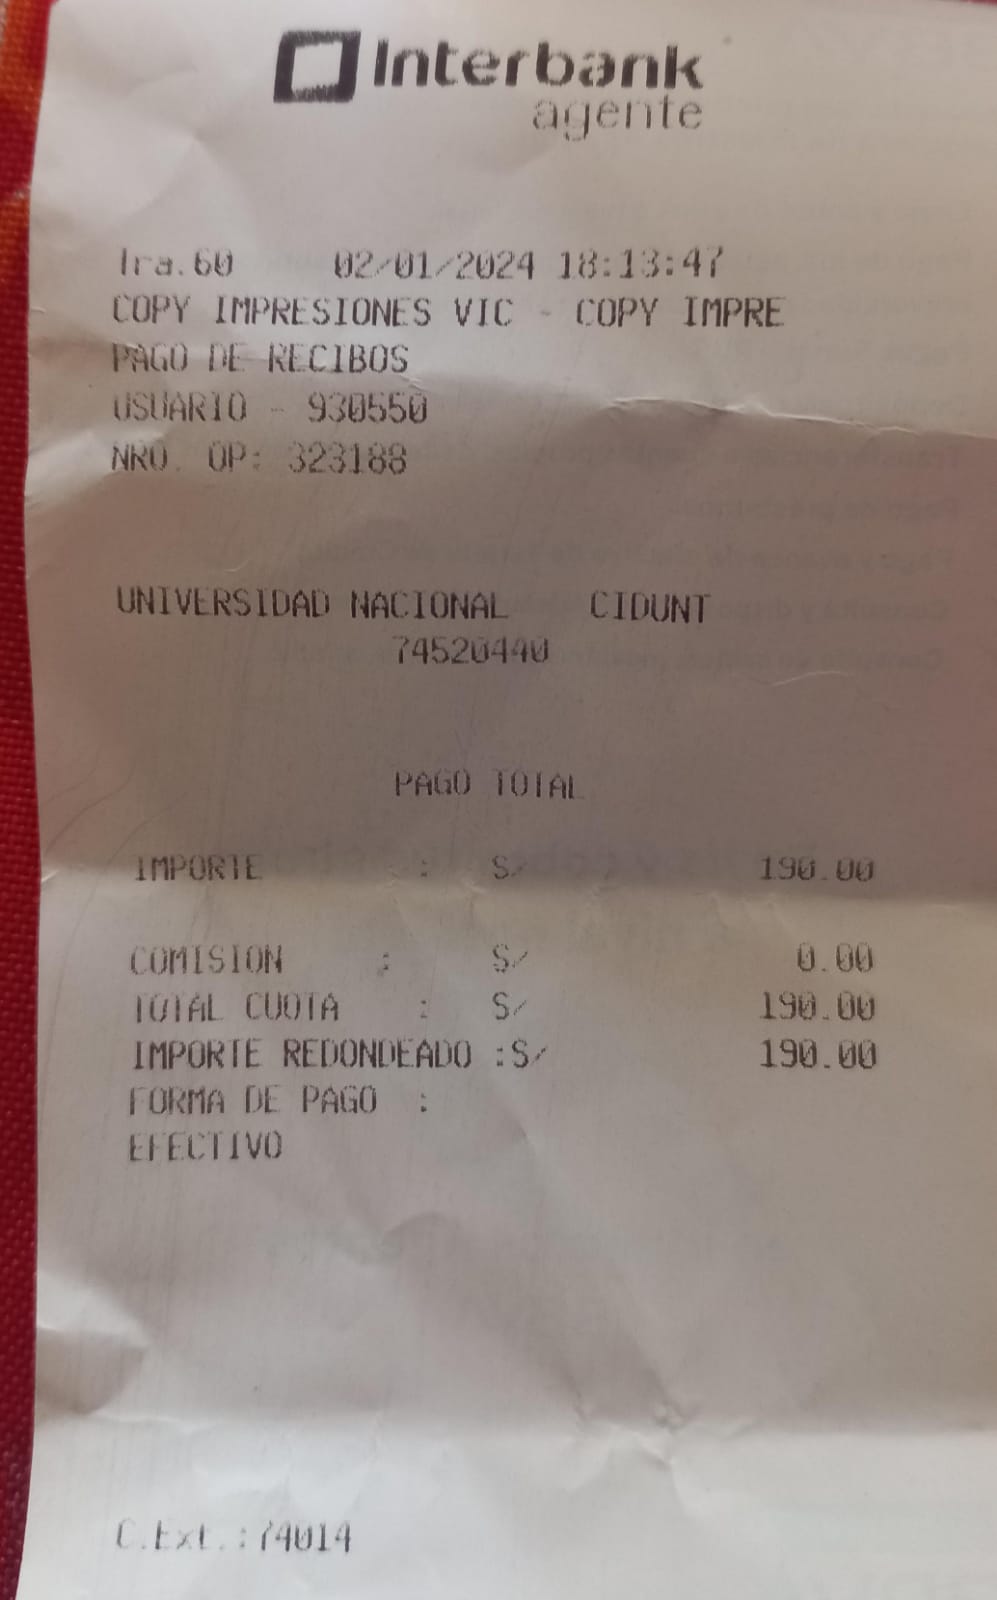 Interbank
agente
Tra.60 02/01/2024 18:13:47
COPY IMPRESIONES VIC - COPY IMPRE
PAGO DE RECIBOS
USUARIO - 930550
NRO. OP: 323188
UNIVERSIDAD NACIONAL CIDUNT
74520440
PAGO TOTAL
IMPORTE : S/ 190.00
COMISION : S/ 0.00
TOTAL CUOTA : S/ 190.00
IMPORTE REDONDEADO :S/ 190.00
FORMA DE PAGO :
EFECTIVO
C.Ext.:74014